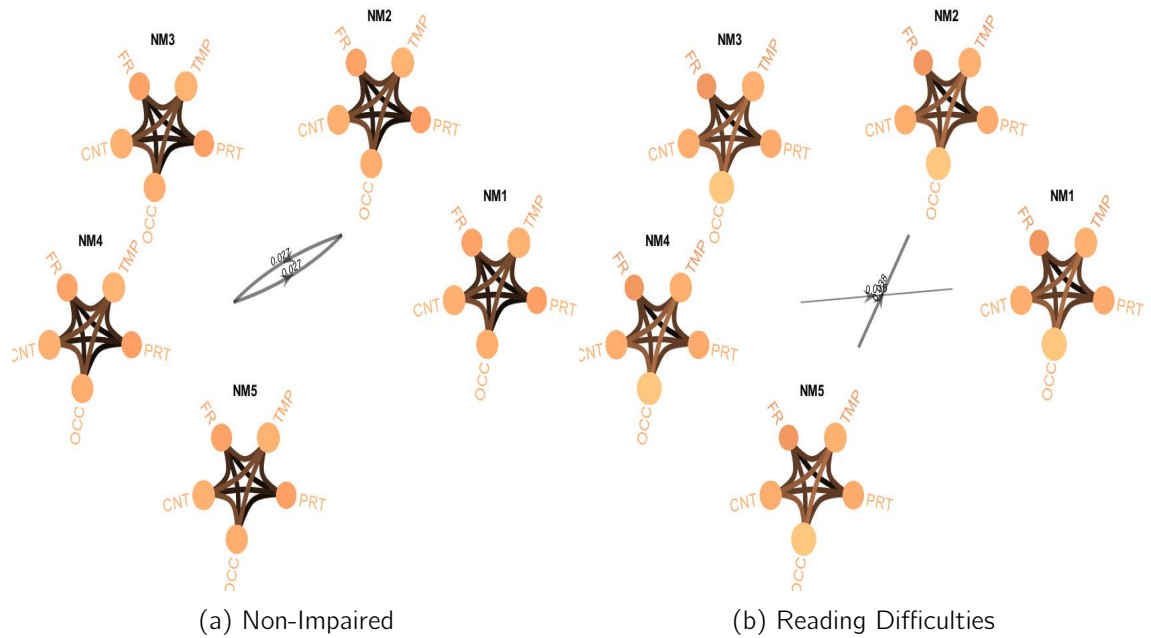 NM3
FR
TMP
CNT
PRT
OCC
NM2
FR
TMP
CNT
PRT
OCC
NM4
FR
TMP
CNT
PRT
OCC
0.027
0.027
NM1
FR
TMP
CNT
PRT
OCC
NM5
FR
TMP
CNT
PRT
OCC
(a) Non-Impaired
NM3
FR
TMP
CNT
PRT
OCC
NM2
FR
TMP
CNT
PRT
OCC
NM4
FR
TMP
CNT
PRT
OCC
NM1
FR
TMP
CNT
PRT
OCC
NM5
FR
TMP
CNT
PRT
OCC
(b) Reading Difficulties